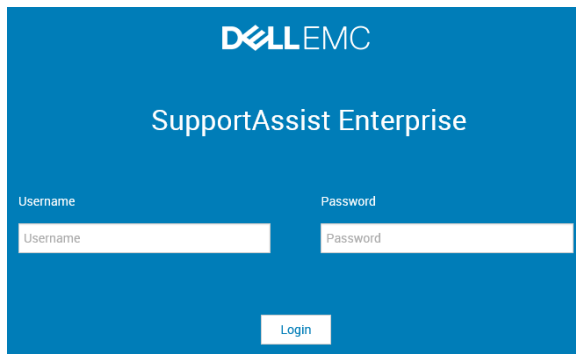 DELLEMC
SupportAssist Enterprise
Username
Password
Username
Password
Login